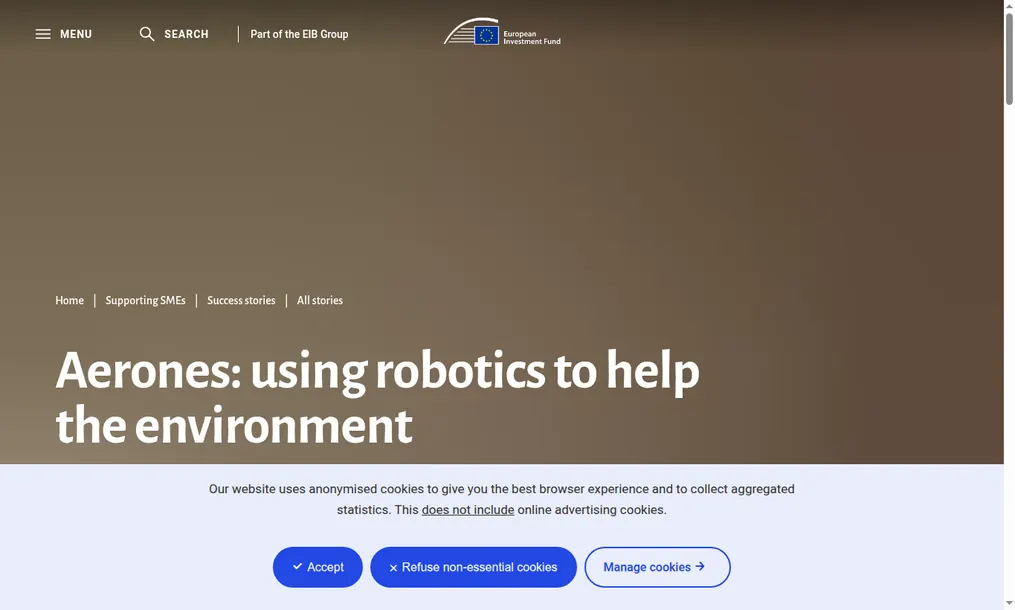 MENU
SEARCH
Part of the EIB Group
European
Investment Fund
Home
Supporting SMEs
Success stories
All stories
Aerones: using robotics to help
the environment
Our website uses anonymised cookies to give you the best browser experience and to collect aggregated
statistics. This does not include online advertising cookies.
Accept
Refuse non-essential cookies
Manage cookies